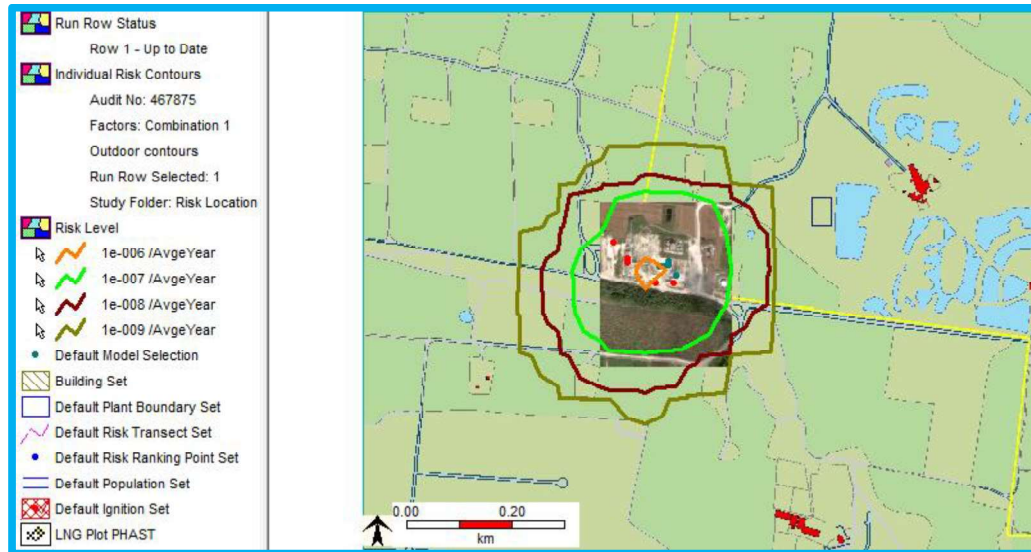 Run Row Status
Row 1 - Up to Date
Individual Risk Contours
Audit No: 467875
Factors: Combination 1
Outdoor contours
Run Row Selected: 1
Study Folder: Risk Location
Risk Level
1e-006 /AvgeYear
1e-007 /AvgeYear
1e-008 /AvgeYear
1e-009 /AvgeYear
Default Model Selection
Building Set
Default Plant Boundary Set
Default Risk Transect Set
Default Risk Ranking Point Set
Default Population Set
Default Ignition Set
LNG Plot PHAST
0.00 0.20
km